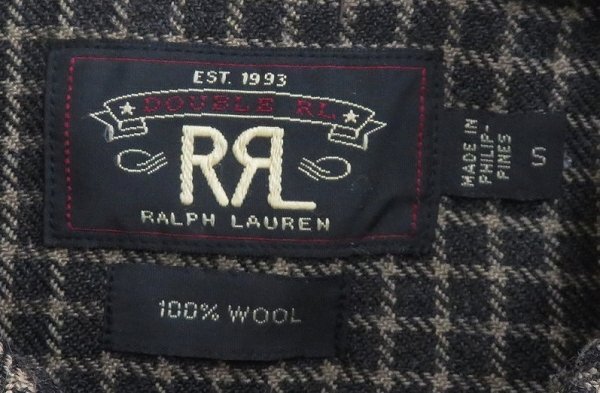 EST. 1993
DOUBLE RL
RRL
RALPH LAUREN
MADE IN
PHILIP-
PINES
S
100% WOOL